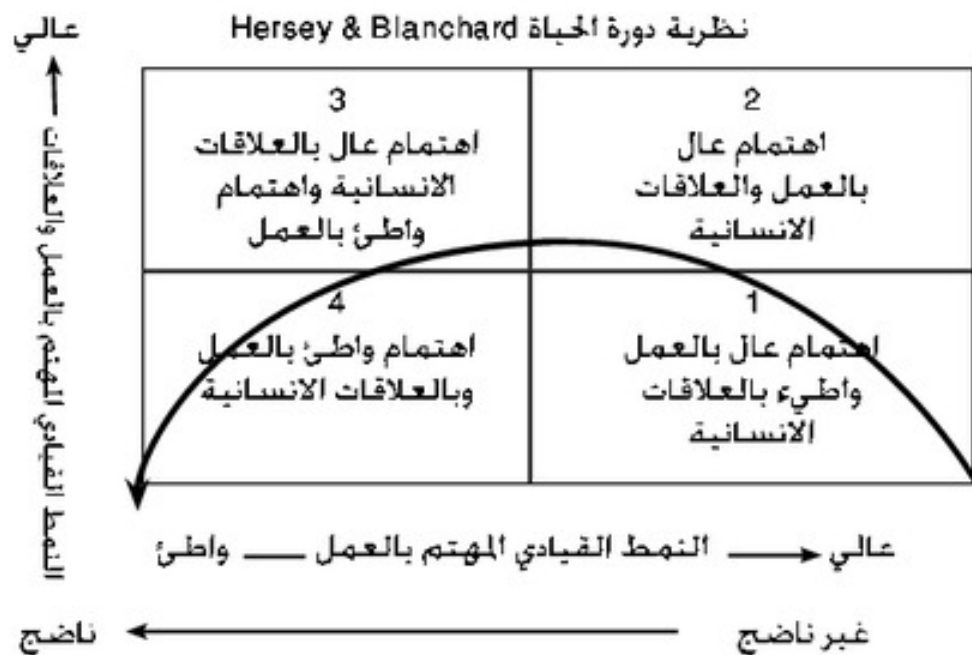 نظرية دورة الحياة Hersey & Blanchard
عالي
النمط القيادي المهتم بالعمل والعلاقات
2
اهتمام عال
بالعمل والعلاقات
الانسانية
3
اهتمام عال بالعلاقات
الانسانية واهتمام
واطئ بالعمل
1
اهتمام عال بالعمل
واطيء بالعلاقات
الانسانية
4
اهتمام واطئ بالعمل
وبالعلاقات الانسانية
عالي النمط القيادي المهتم بالعمل واطئ
غير ناضج ناضج